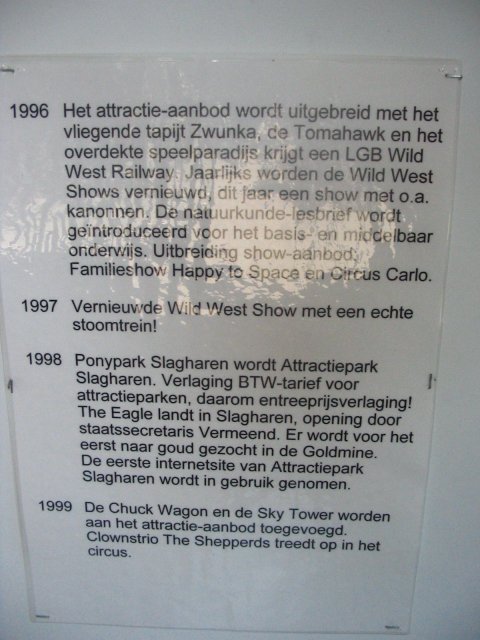 1996 Het attractie-aanbod wordt uitgebreid met het
vliegende tapijt Zwunka, de Tomahawk en het
overdekte speelparadijs krijgt een LGB Wild
West Railway. Jaarlijks worden de Wild West
Shows vernieuwd, dit jaar een show met o.a.
kanonnen. De natuurkunde-lesbrief wordt
geïntroduceerd voor het basis- en middelbaar
onderwijs. Uitbreiding show-aanbod:
Familieshow Happy to Space en Circus Carlo.
1997 Vernieuwde Wild West Show met een echte
stoomtrein!
1998 Ponypark Slagharen wordt Attractiepark
Slagharen. Verlaging BTW-tarief voor
attractieparken, daarom entreeprijsverlaging!
The Eagle landt in Slagharen, opening door
staatssecretaris Vermeend. Er wordt voor het
eerst naar goud gezocht in de Goldmine.
De eerste internetsite van Attractiepark
Slagharen wordt in gebruik genomen.
1999 De Chuck Wagon en de Sky Tower worden
aan het attractie-aanbod toegevoegd.
Clownstrio The Shepperds treedt op in het
circus.